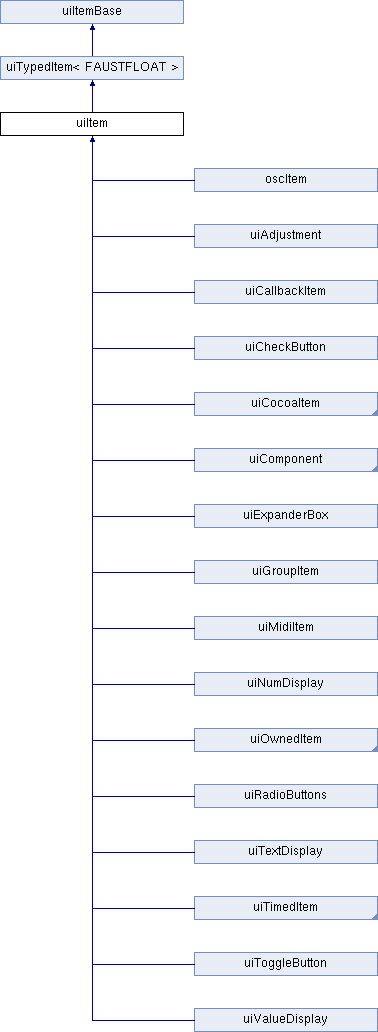 uiItemBase
uiTypedItem< FAUSTFLOAT >
uiItem
oscItem
uiAdjustment
uiCallbackItem
uiCheckButton
uiCocoaItem
uiComponent
uiExpanderBox
uiGroupItem
uiMidiItem
uiNumDisplay
uiOwnedItem
uiRadioButtons
uiTextDisplay
uiTimedItem
uiToggleButton
uiValueDisplay